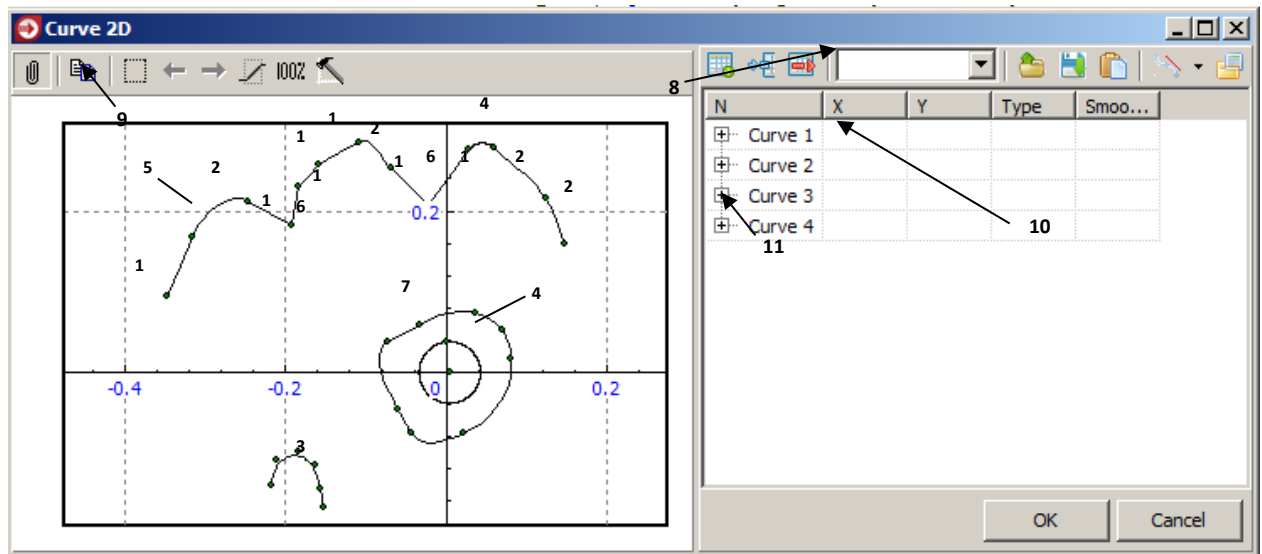 Curve 2D
100%
8
9
N X Y Type Smoo...
4
1
1 2
1 6 1 2
5 2 1 2
1 6
0.2
1
7
4
-0.4 -0.2 0 0.2
3
Curve 1
Curve 2
Curve 3
Curve 4
10
11
OK Cancel